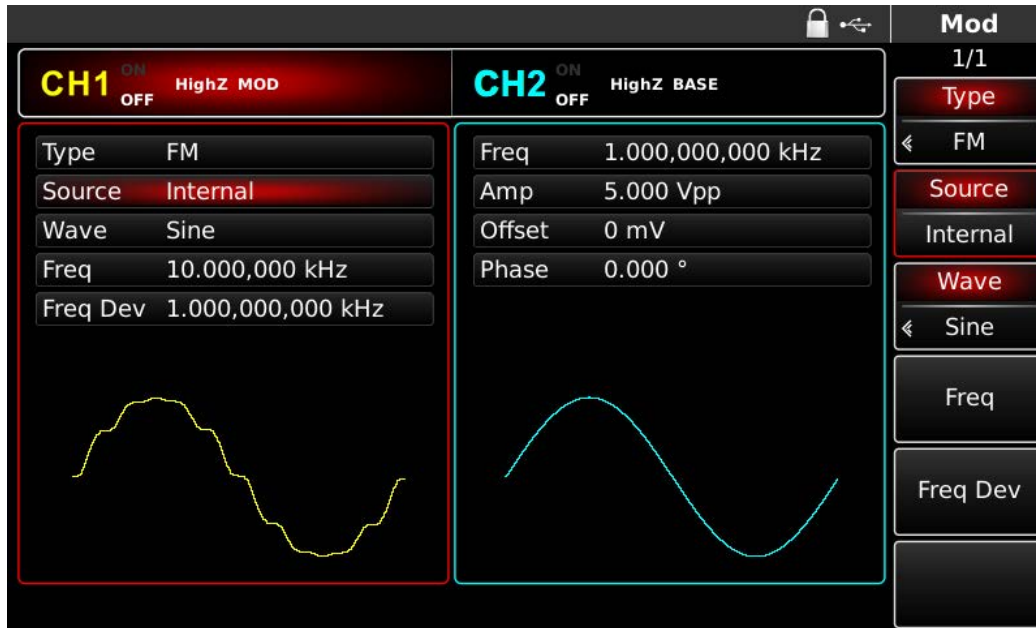 Mod
1/1
CH1 ON OFF HighZ MOD
CH2 ON OFF HighZ BASE
Type FM
Source Internal
Wave Sine
Freq 10.000,000 kHz
Freq Dev 1.000,000,000 kHz
Freq 1.000,000,000 kHz
Amp 5.000 Vpp
Offset 0 mV
Phase 0.000 °
Type
FM
Source
Internal
Wave
Sine
Freq
Freq Dev